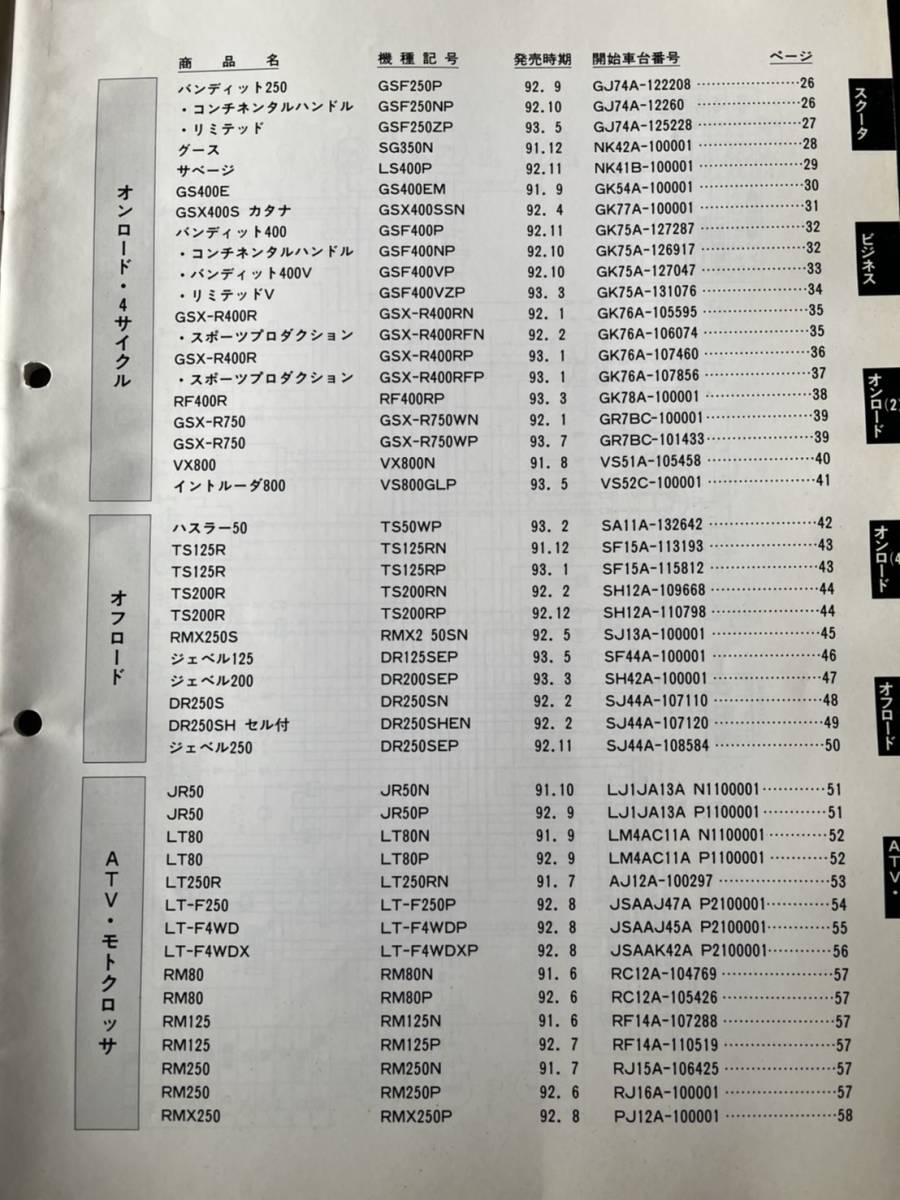 商品名 機種記号 発売時期 開始車台番号 ページ
オンロード・4サイクル
バンディット250 GSF250P 92. 9 GJ74A-122208 26
・コンチネンタルハンドル GSF250NP 92.10 GJ74A-12260 26
・リミテッド GSF250ZP 93. 5 GJ74A-125228 27
グース SG350N 91.12 NK42A-100001 28
サベージ LS400P 92.11 NK41B-100001 29
GS400E GS400EM 91. 9 GK54A-100001 30
GSX400S カタナ GSX400SSN 92. 4 GK77A-100001 31
バンディット400 GSF400P 92.11 GK75A-127287 32
・コンチネンタルハンドル GSF400NP 92.10 GK75A-126917 32
・バンディット400V GSF400VP 92.10 GK75A-127047 33
・リミテッドV GSF400VZP 93. 3 GK75A-131076 34
GSX-R400R GSX-R400RN 92. 1 GK76A-105595 35
・スポーツプロダクション GSX-R400RFN 92. 2 GK76A-106074 35
GSX-R400R GSX-R400RP 93. 1 GK76A-107460 36
・スポーツプロダクション GSX-R400RFP 93. 1 GK76A-107856 37
RF400R RF400RP 93. 3 GK78A-100001 38
GSX-R750 GSX-R750WN 92. 1 GR7BC-100001 39
GSX-R750 GSX-R750WP 93. 7 GR7BC-101433 39
VX800 VX800N 91. 8 VS51A-105458 40
イントルーダ800 VS800GLP 93. 5 VS52C-100001 41
オフロード
ハスラー50 TS50WP 93. 2 SA11A-132642 42
TS125R TS125RN 91.12 SF15A-113193 43
TS125R TS125RP 93. 1 SF15A-115812 43
TS200R TS200RN 92. 2 SH12A-109668 44
TS200R TS200RP 92.12 SH12A-110798 44
RMX250S RMX2 50SN 92. 5 SJ13A-100001 45
ジェベル125 DR125SEP 93. 5 SF44A-100001 46
ジェベル200 DR200SEP 93. 3 SH42A-100001 47
DR250S DR250SN 92. 2 SJ44A-107110 48
DR250SH セル付 DR250SHEN 92. 2 SJ44A-107120 49
ジェベル250 DR250SEP 92.11 SJ44A-108584 50
ATV・モトクロッサ
JR50 JR50N 91.10 LJ1JA13A N1100001 51
JR50 JR50P 92. 9 LJ1JA13A P1100001 51
LT80 LT80N 91. 9 LM4AC11A N1100001 52
LT80 LT80P 92. 9 LM4AC11A P1100001 52
LT250R LT250RN 91. 7 AJ12A-100297 53
LT-F250 LT-F250P 92. 8 JSAAJ47A P2100001 54
LT-F4WD LT-F4WDP 92. 8 JSAAJ45A P2100001 55
LT-F4WDX LT-F4WDXP 92. 8 JSAAK42A P2100001 56
RM80 RM80N 91. 6 RC12A-104769 57
RM80 RM80P 92. 6 RC12A-105426 57
RM125 RM125N 91. 6 RF14A-107288 57
RM125 RM125P 92. 7 RF14A-110519 57
RM250 RM250N 91. 7 RJ15A-106425 57
RM250 RM250P 92. 6 RJ16A-100001 57
RMX250 RMX250P 92. 8 PJ12A-100001 58
スクータ
ビジネス
オンロード(2)
オンロード(4
オフロード
ATV・